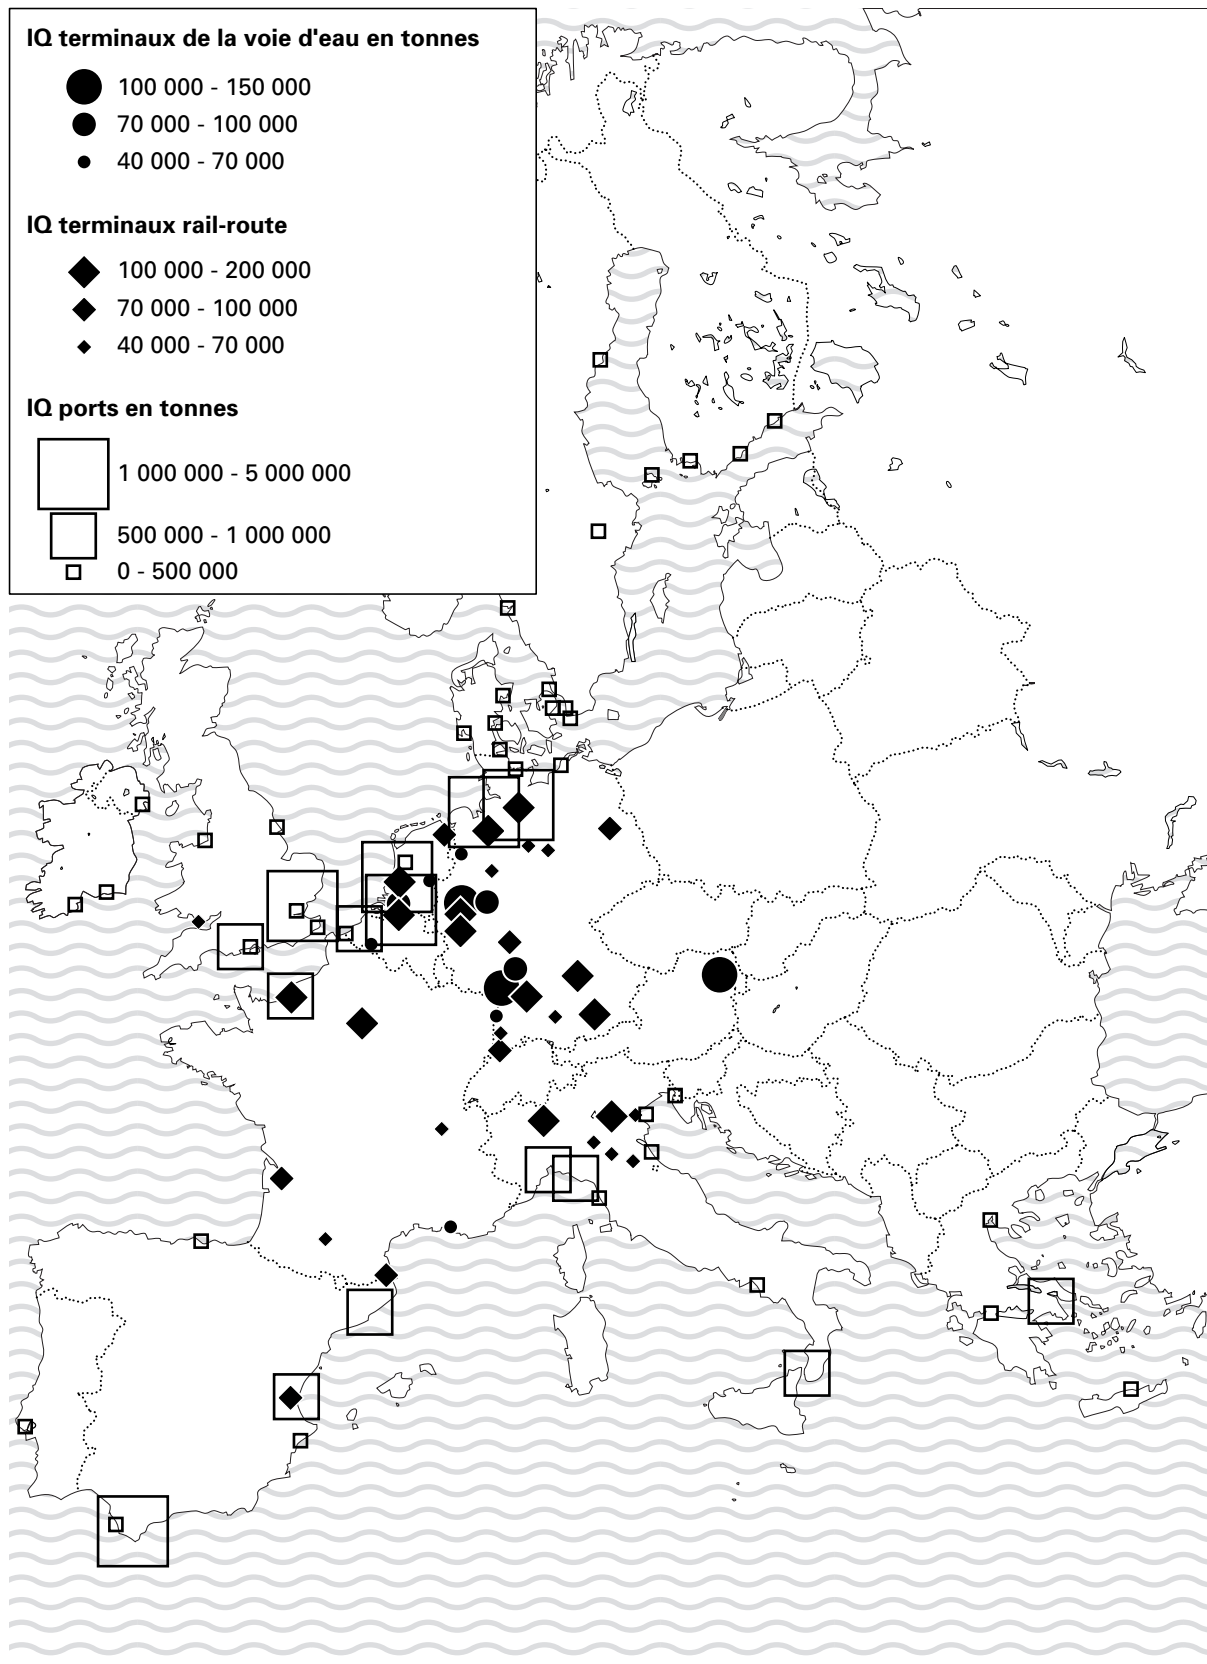 IQ terminaux de la voie d'eau en tonnes
100 000 - 150 000
70 000 - 100 000
40 000 - 70 000
IQ terminaux rail-route
100 000 - 200 000
70 000 - 100 000
40 000 - 70 000
IQ ports en tonnes
1 000 000 - 5 000 000
500 000 - 1 000 000
0 - 500 000